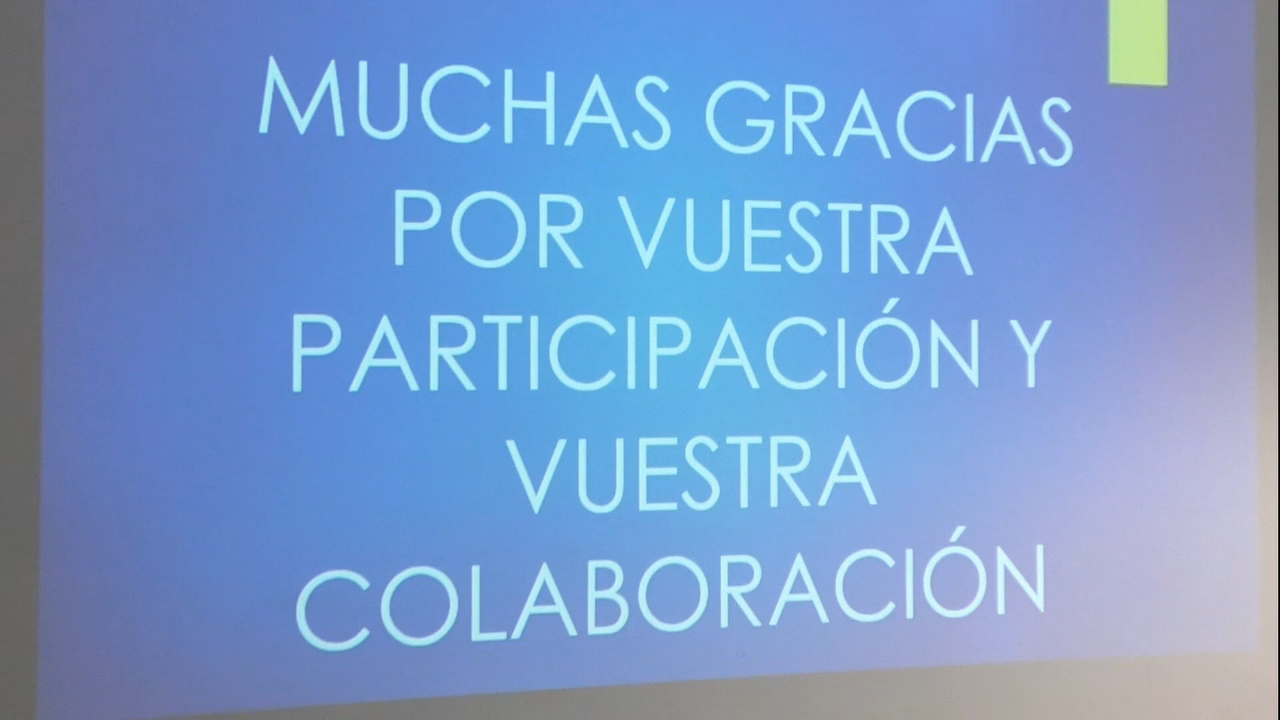 MUCHAS GRACIAS
POR VUESTRA
PARTICIPACIÓN Y
VUESTRA
COLABORACIÓN